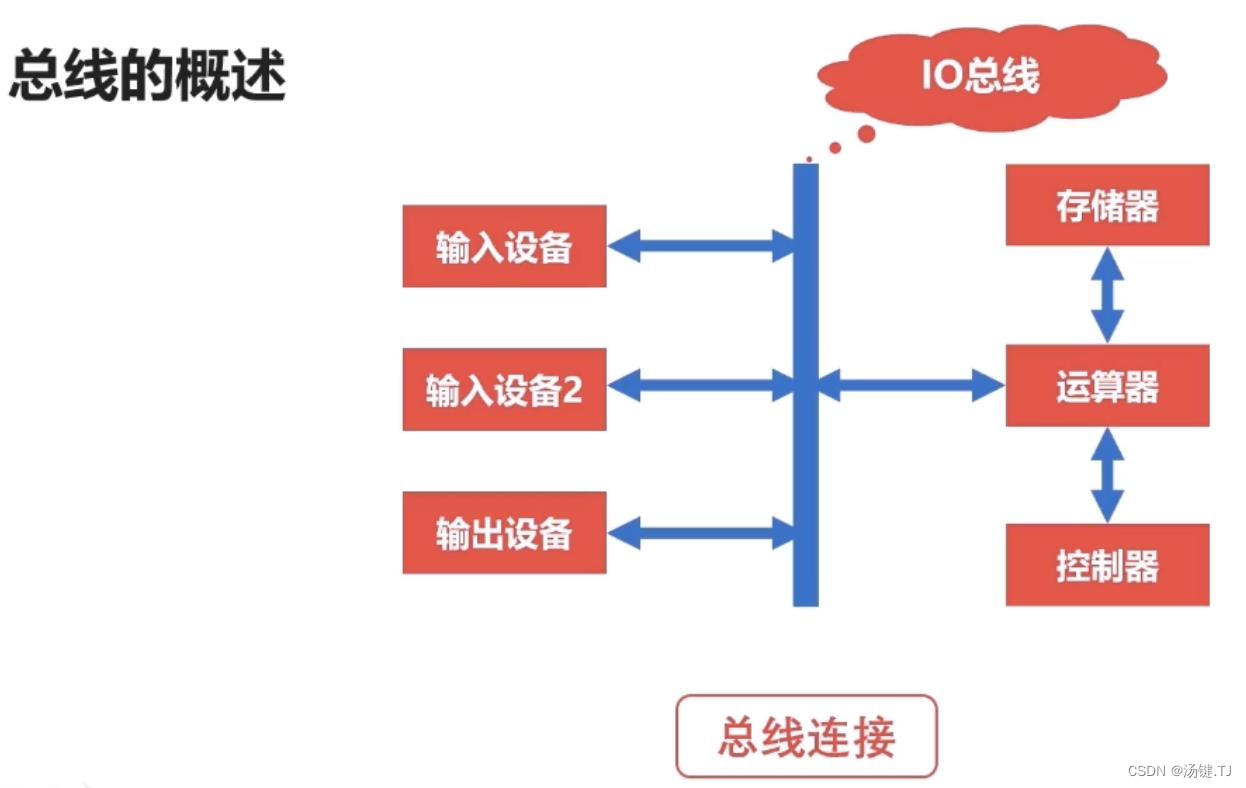 总线的概述
IO总线
存储器
输入设备
输入设备2
运算器
输出设备
控制器
总线连接
CSDN @汤键.TJ